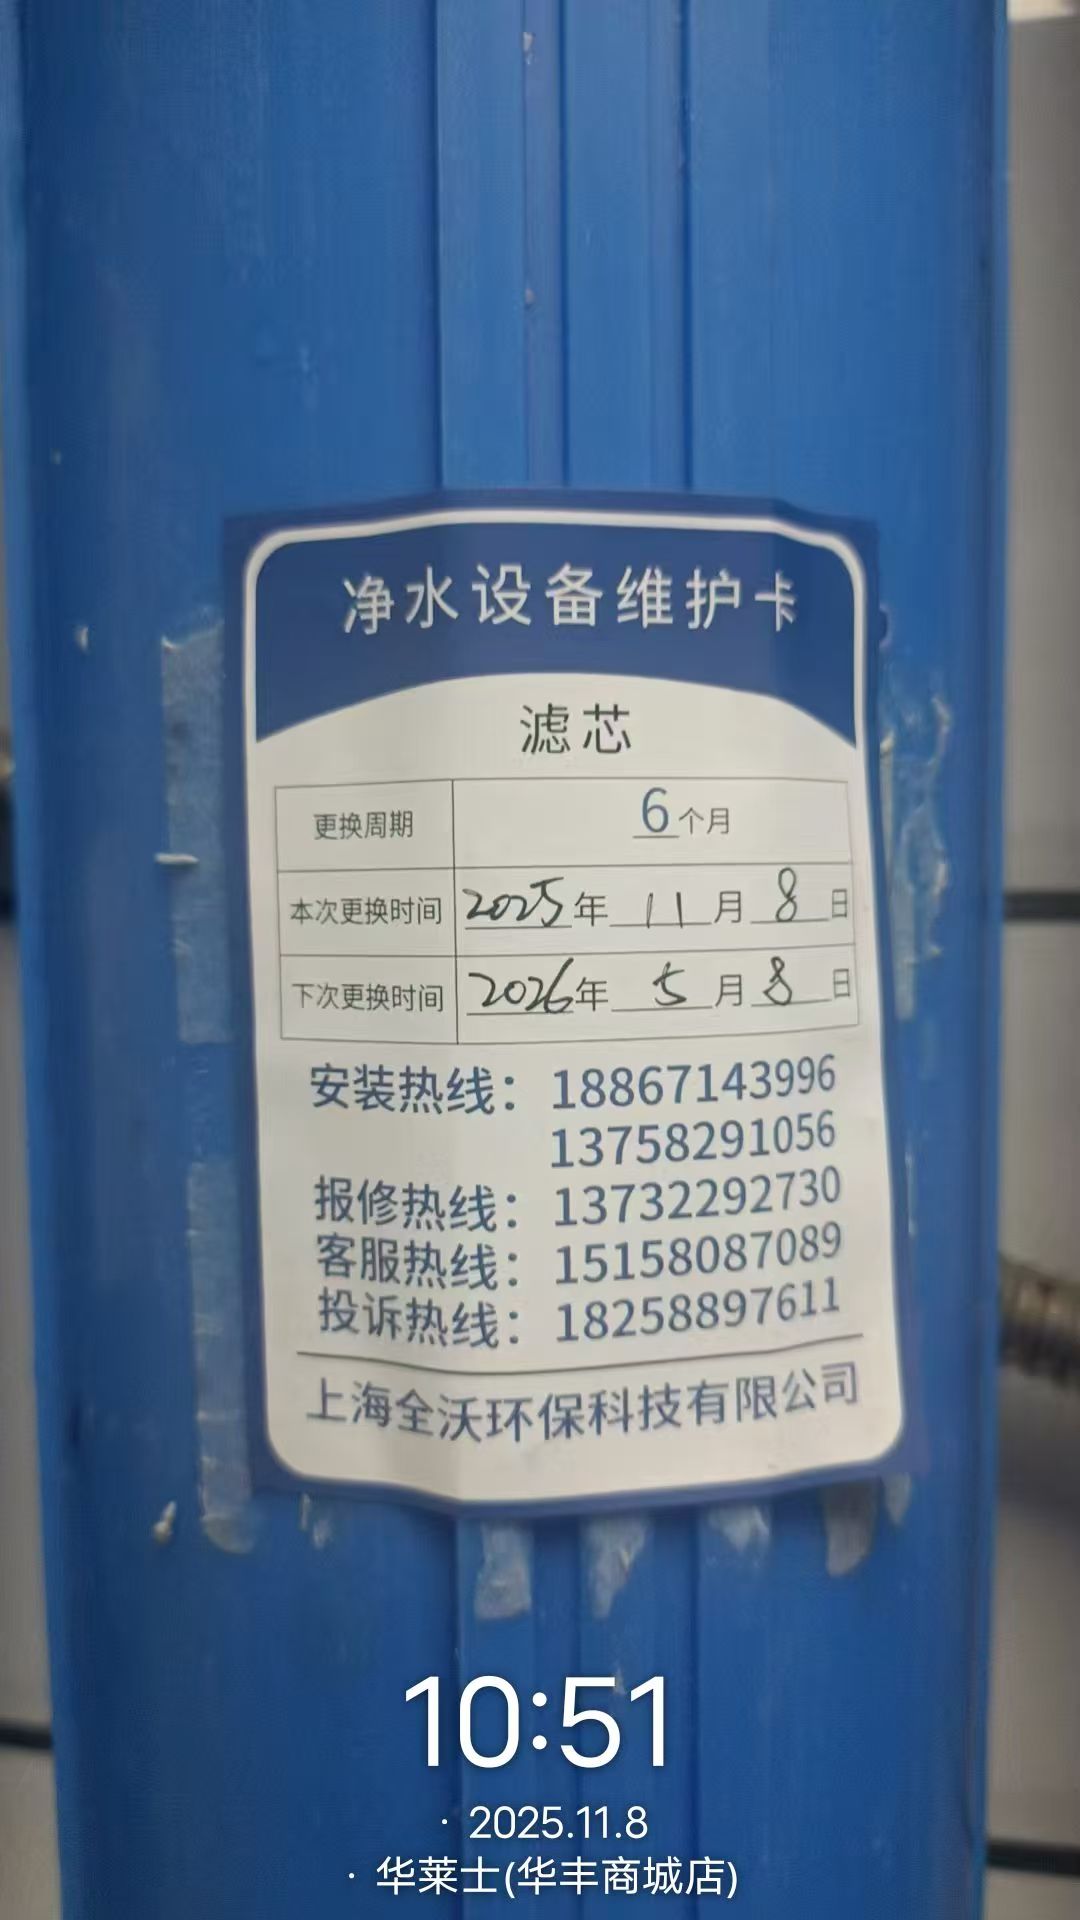 净水设备维护卡
滤芯
更换周期 6个月
本次更换时间 2025年 11月 8日
下次更换时间 2026年 5月 8日
安装热线：18867143996
13758291056
报修热线：13732292730
客服热线：15158087089
投诉热线：18258897611
上海全沃环保科技有限公司
10:51
· 2025.11.8
· 华莱士(华丰商城店)